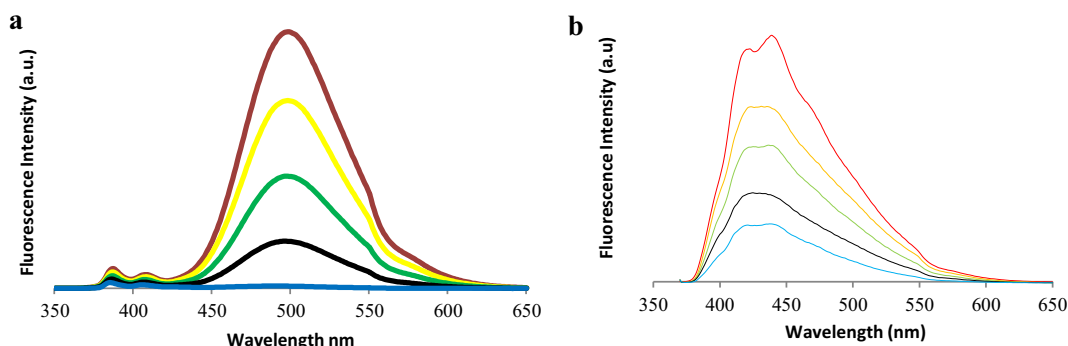 a
Fluorescence Intensity (a.u.)
350 400 450 500 550 600 650
Wavelength nm
b
Fluorescence Intensity (a.u)
350 400 450 500 550 600 650
Wavelength (nm)